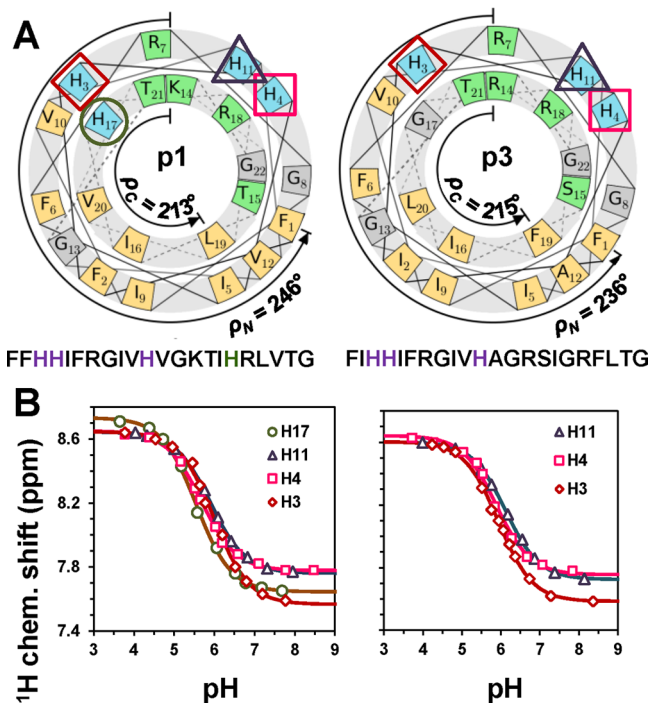 A
R7
H3
H11
H4
T21
K14
H17
R18
V10
p1
G22
T15
G8
F6
V20
ρC = 213°
L19
F1
G13
I16
V12
F2
I9
I5
ρN = 246°
FFHHIFRGIVHVGKTIHRLVTG
R7
H3
H11
H4
T21
R14
G17
R18
V10
p3
G22
S15
G8
F6
L20
ρC = 215°
F19
F1
G13
I16
A12
I2
I9
I5
ρN = 236°
FIHHIFRGIVHAGRSIGRFLTG
B
1H chem. shift (ppm)
8.6
8.2
7.8
7.4
H17
H11
H4
H3
3 4 5 6 7 8 9
pH
H11
H4
H3
3 4 5 6 7 8 9
pH